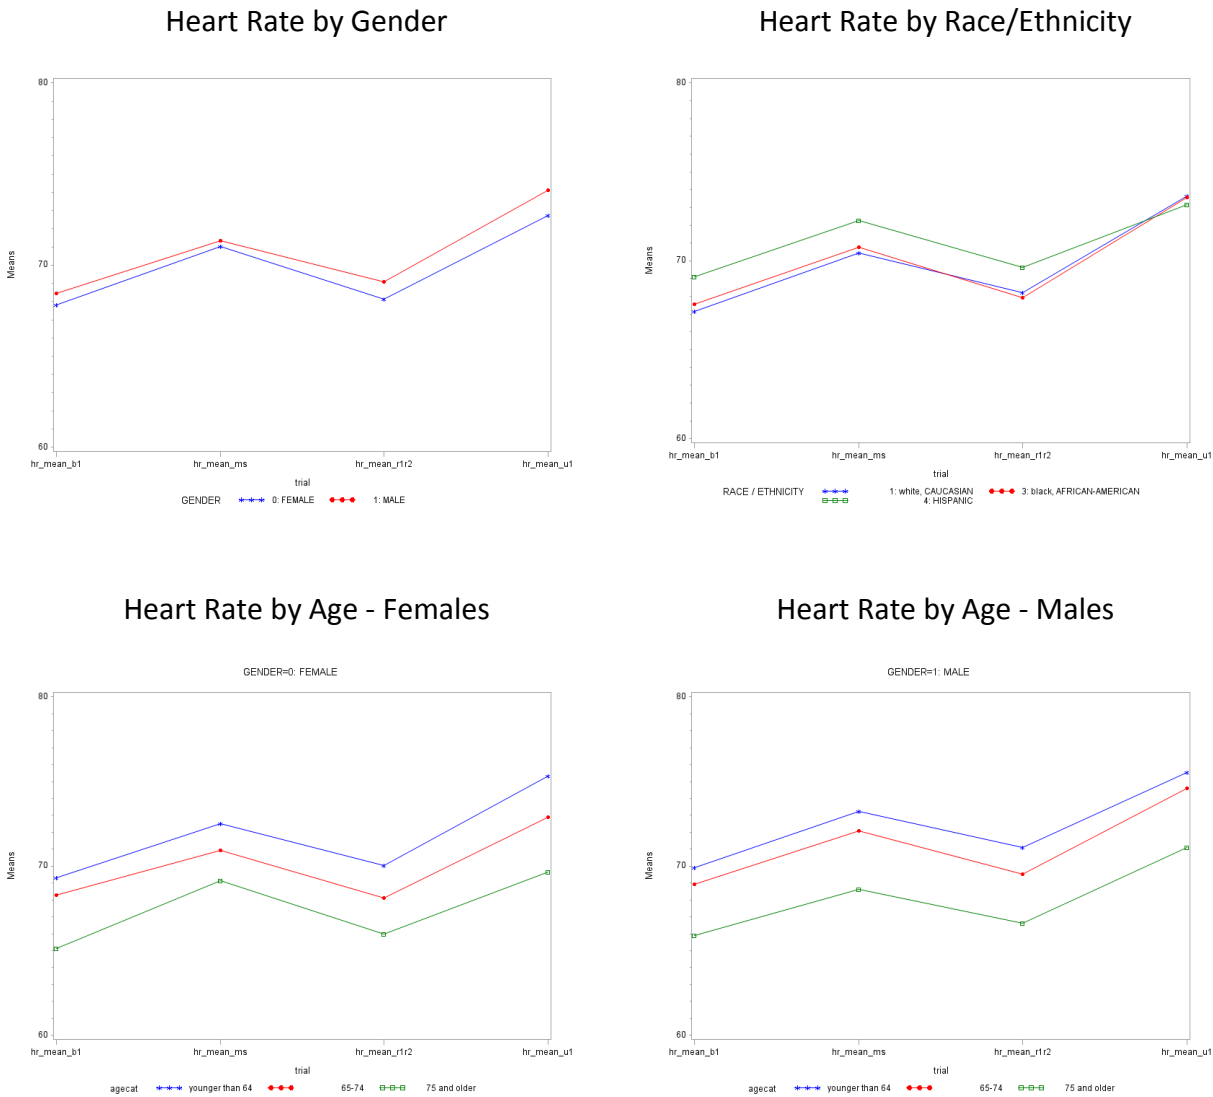 Heart Rate by Gender
80
70
60
Means
hr_mean_b1 hr_mean_ms hr_mean_r1r2 hr_mean_u1
trial
GENDER 0: FEMALE 1: MALE
Heart Rate by Race/Ethnicity
80
70
60
Means
hr_mean_b1 hr_mean_ms hr_mean_r1r2 hr_mean_u1
trial
RACE / ETHNICITY 1: white, CAUCASIAN 3: black, AFRICAN-AMERICAN
4: HISPANIC
Heart Rate by Age - Females
GENDER=0: FEMALE
80
70
60
Means
hr_mean_b1 hr_mean_ms hr_mean_r1r2 hr_mean_u1
trial
agecat younger than 64 65-74 75 and older
Heart Rate by Age - Males
GENDER=1: MALE
80
70
60
Means
hr_mean_b1 hr_mean_ms hr_mean_r1r2 hr_mean_u1
trial
agecat younger than 64 65-74 75 and older